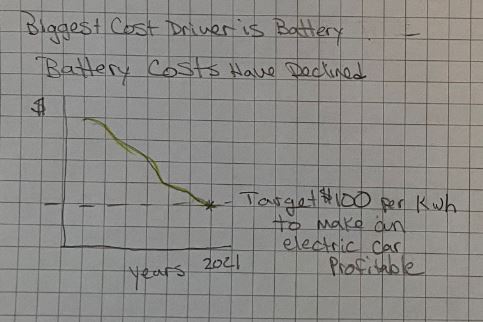 Biggest Cost Driver is Battery
Battery Costs Have Declined
$
Target $100 per Kwh
to make an
electric car
Profitable
years 2021